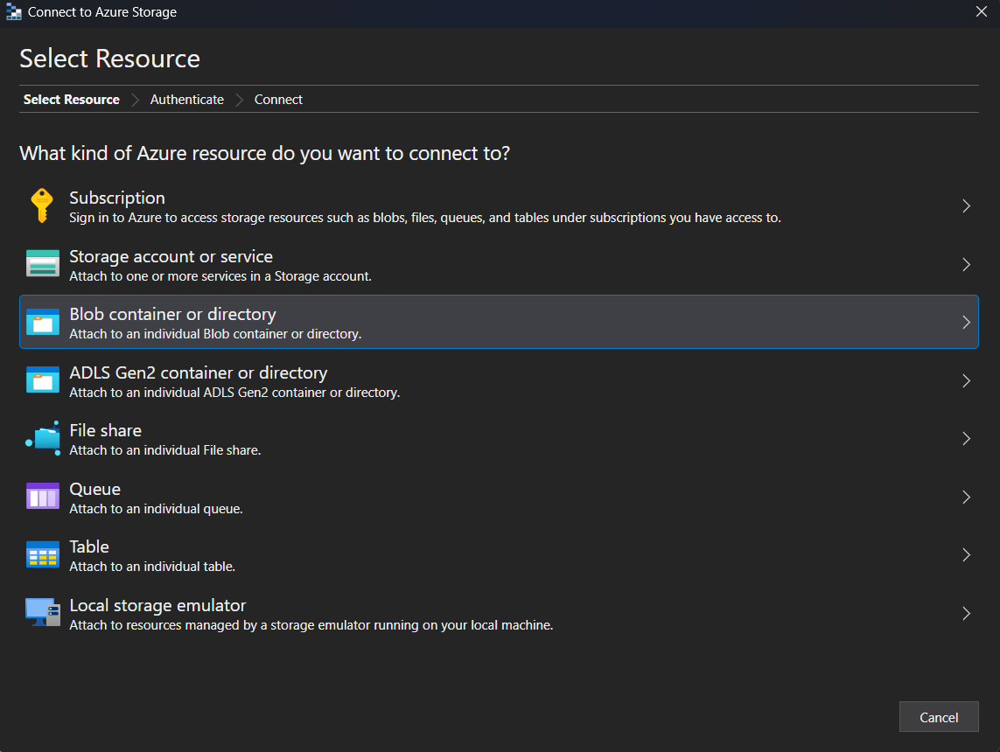 Connect to Azure Storage
Select Resource
Select Resource Authenticate Connect
What kind of Azure resource do you want to connect to?
Subscription
Sign in to Azure to access storage resources such as blobs, files, queues, and tables under subscriptions you have access to.
Storage account or service
Attach to one or more services in a Storage account.
Blob container or directory
Attach to an individual Blob container or directory.
ADLS Gen2 container or directory
Attach to an individual ADLS Gen2 container or directory.
File share
Attach to an individual File share.
Queue
Attach to an individual queue.
Table
Attach to an individual table.
Local storage emulator
Attach to resources managed by a storage emulator running on your local machine.
Cancel